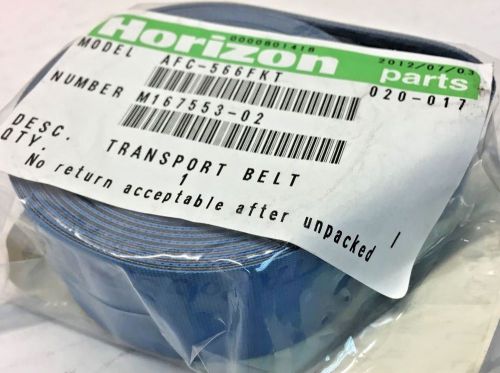 Horizon parts
0000801418
2012/07/03
MODEL AFC-566FKT 020-017
NUMBER M167553-02
DESC. TRANSPORT BELT
QTY. 1
No return acceptable after unpacked !